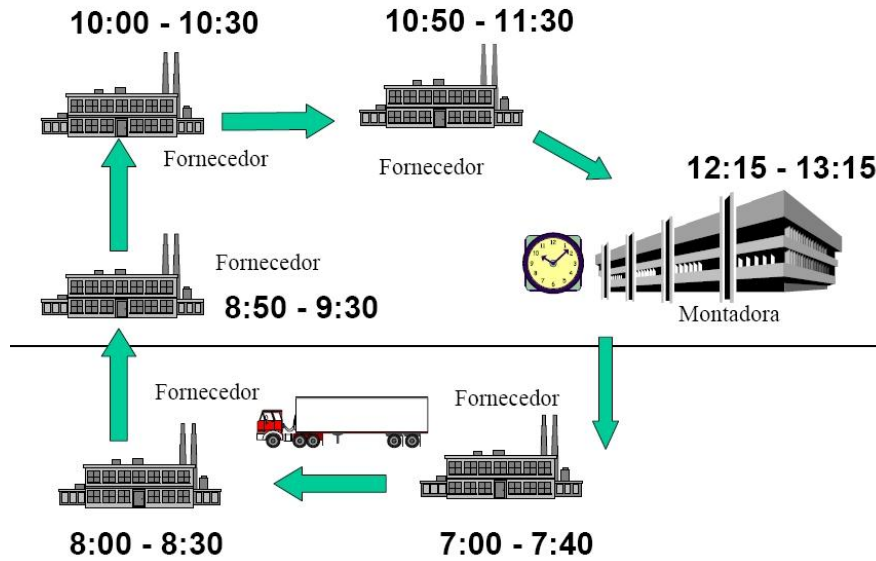 10:00 - 10:30
10:50 - 11:30
Fornecedor
Fornecedor
12:15 - 13:15
Fornecedor
8:50 - 9:30
Montadora
Fornecedor
Fornecedor
8:00 - 8:30
7:00 - 7:40